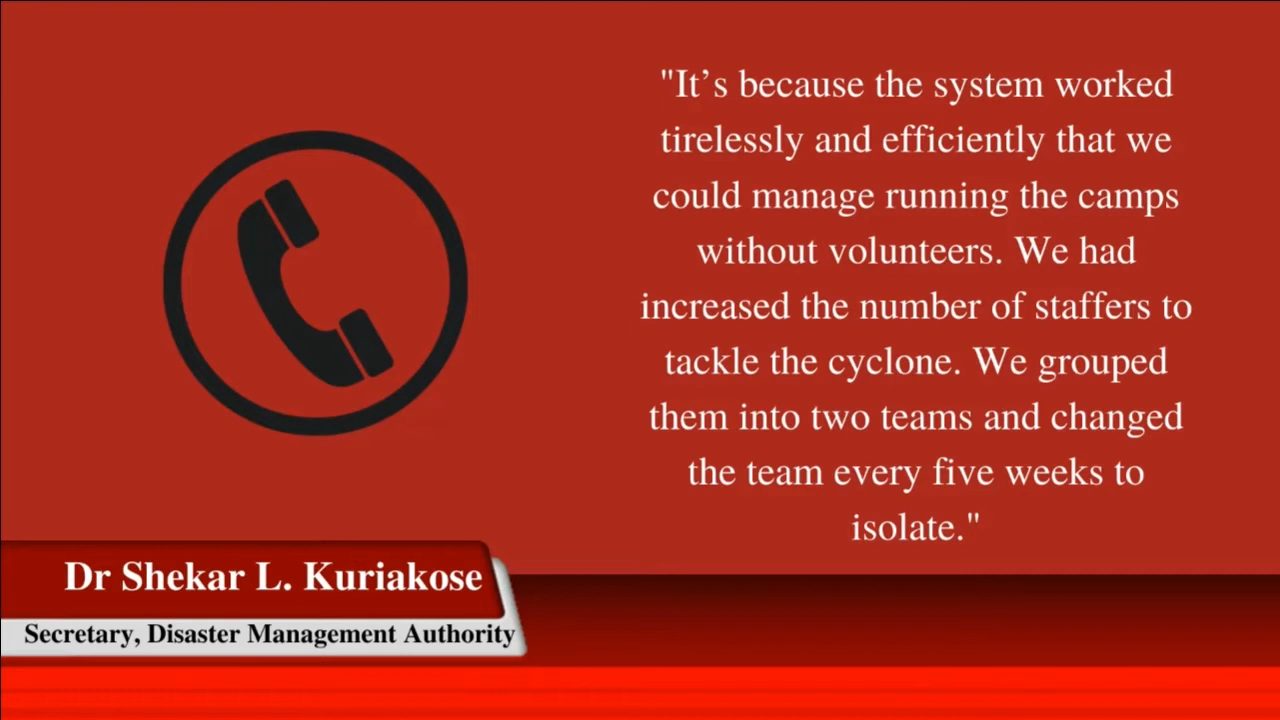 "It’s because the system worked
tirelessly and efficiently that we
could manage running the camps
without volunteers. We had
increased the number of staffers to
tackle the cyclone. We grouped
them into two teams and changed
the team every five weeks to
isolate."
Dr Shekar L. Kuriakose
Secretary, Disaster Management Authority